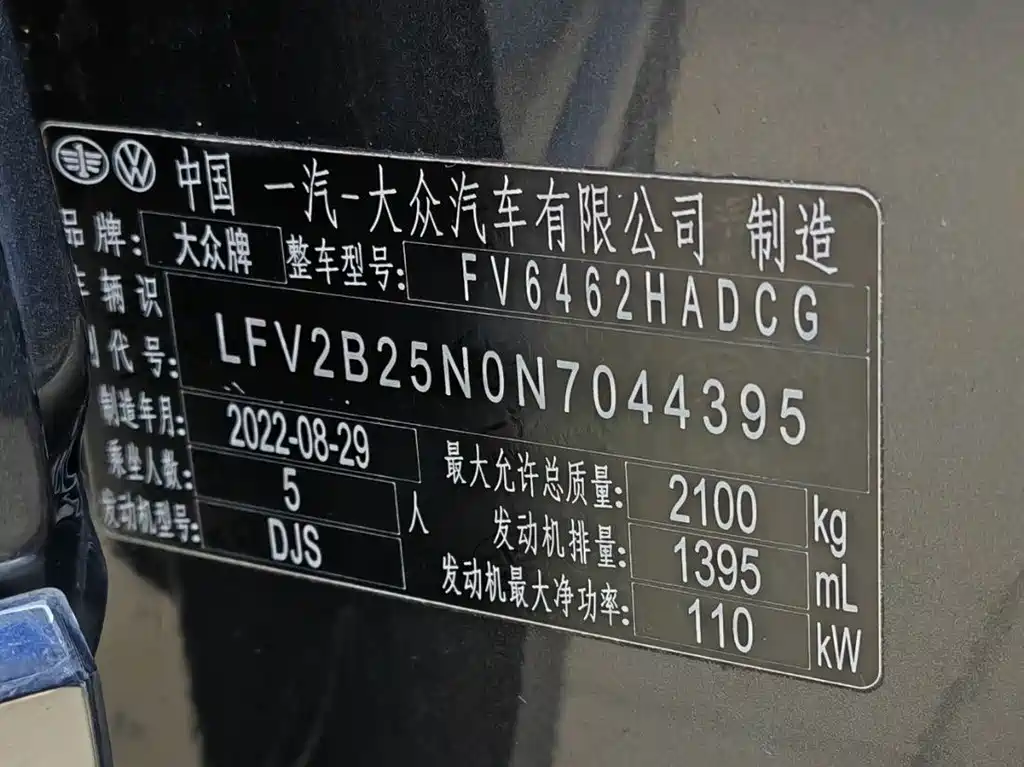 中国 一汽-大众汽车有限公司 制造
品牌: 大众牌 整车型号: FV6462HADCG
车辆识别代号: LFV2B25N0N7044395
制造年月: 2022-08-29
乘坐人数: 5 人 最大允许总质量: 2100 kg
发动机型号: DJS 发动机排量: 1395 mL
发动机最大净功率: 110 kW